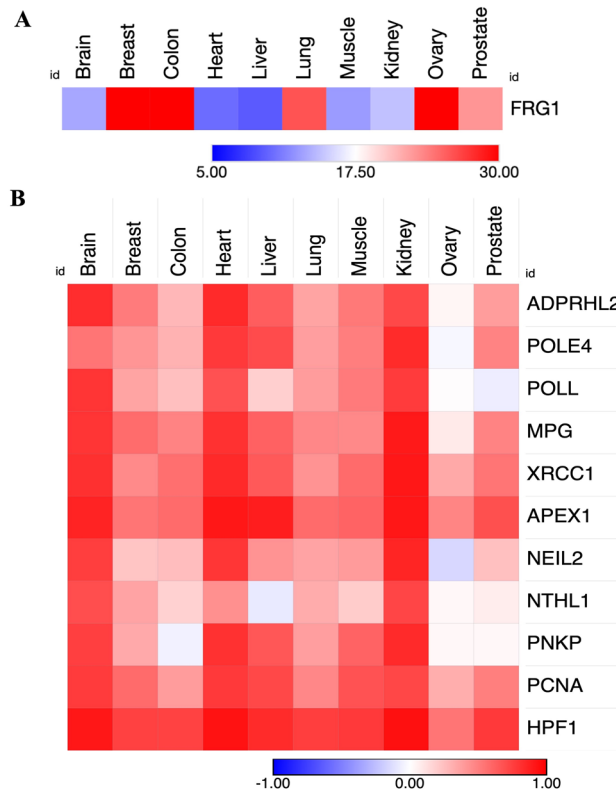 A
id Brain Breast Colon Heart Liver Lung Muscle Kidney Ovary Prostate id
FRG1
5.00 17.50 30.00
B
id Brain Breast Colon Heart Liver Lung Muscle Kidney Ovary Prostate id
ADPRHL2
POLE4
POLL
MPG
XRCC1
APEX1
NEIL2
NTHL1
PNKP
PCNA
HPF1
-1.00 0.00 1.00